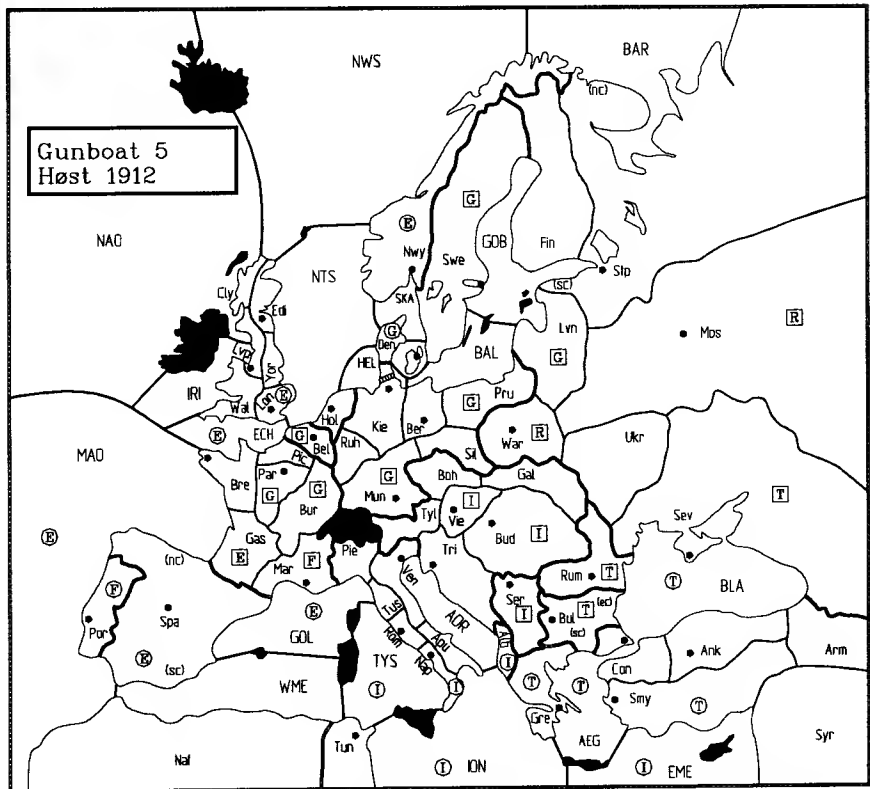 NWS
BAR
(nc)
Gunboat 5
Høst 1912
G
NAO
E
NTS
Nwy
Swe
GOB
Fin
Stp
(sc)
Cly
Edi
SKA
G
Den
Lvn
Mos
R
Lvp
Yor
HEL
BAL
G
IRI
Wal
Lon
E
Hol
Kie
Ber
G
Pru
War
R
E
ECH
G
Bel
Ruh
Sil
Ukr
MAO
Pic
Par
G
G
Bur
G
Mun
Boh
Gal
Bre
Tyl
I
Vie
Bud
I
T
Sev
E
Gas
E
Mar
F
Pie
Ven
Tri
Rum
T
T
BLA
(nc)
F
Por
Spa
E
GOL
Tus
ADR
Ser
I
T
Bul
(ec)
(sc)
E
(sc)
Rom
Apu
Alb
I
Con
Ank
Arm
WME
TYS
Nap
I
I
T
T
Gre
Smy
T
Naf
Tun
I
ION
AEG
I
EME
Syr